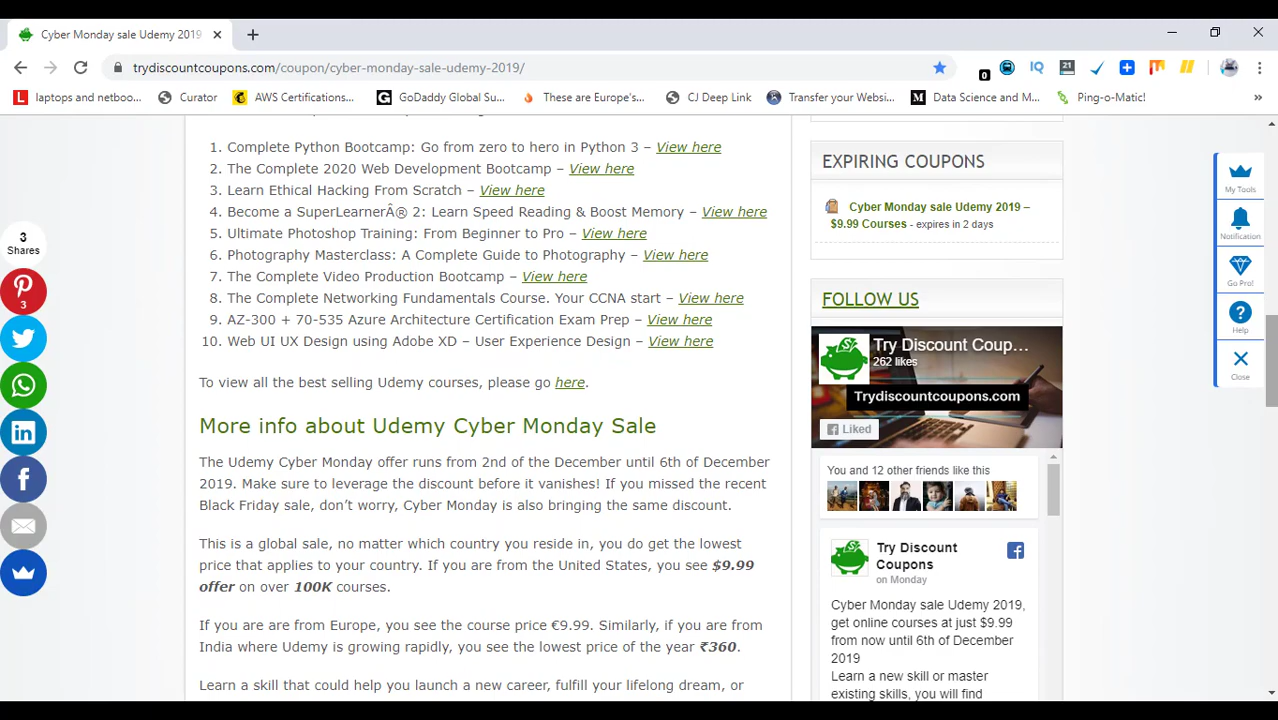 Cyber Monday sale Udemy 2019
trydiscountcoupons.com/coupon/cyber-monday-sale-udemy-2019/
0
IQ
21
laptops and netboo...
Curator
AWS Certifications...
GoDaddy Global Su...
These are Europe's...
CJ Deep Link
Transfer your Websi...
Data Science and M...
Ping-o-Matic!
1. Complete Python Bootcamp: Go from zero to hero in Python 3 – View here
2. The Complete 2020 Web Development Bootcamp – View here
3. Learn Ethical Hacking From Scratch – View here
4. Become a SuperLearnerÂ® 2: Learn Speed Reading & Boost Memory – View here
5. Ultimate Photoshop Training: From Beginner to Pro – View here
6. Photography Masterclass: A Complete Guide to Photography – View here
7. The Complete Video Production Bootcamp – View here
8. The Complete Networking Fundamentals Course. Your CCNA start – View here
9. AZ-300 + 70-535 Azure Architecture Certification Exam Prep – View here
10. Web UI UX Design using Adobe XD – User Experience Design – View here
To view all the best selling Udemy courses, please go here.
More info about Udemy Cyber Monday Sale
The Udemy Cyber Monday offer runs from 2nd of the December until 6th of December
2019. Make sure to leverage the discount before it vanishes! If you missed the recent
Black Friday sale, don't worry, Cyber Monday is also bringing the same discount.
This is a global sale, no matter which country you reside in, you do get the lowest
price that applies to your country. If you are from the United States, you see $9.99
offer on over 100K courses.
If you are are from Europe, you see the course price €9.99. Similarly, if you are from
India where Udemy is growing rapidly, you see the lowest price of the year ₹360.
Learn a skill that could help you launch a new career, fulfill your lifelong dream, or
3
Shares
3
EXPIRING COUPONS
Cyber Monday sale Udemy 2019 –
$9.99 Courses - expires in 2 days
FOLLOW US
Try Discount Coup...
262 likes
Trydiscountcoupons.com
Liked
You and 12 other friends like this
Try Discount
Coupons
on Monday
Cyber Monday sale Udemy 2019,
get online courses at just $9.99
from now until 6th of December
2019
Learn a new skill or master
existing skills, you will find
My Tools
Notification
Go Pro!
Help
Close